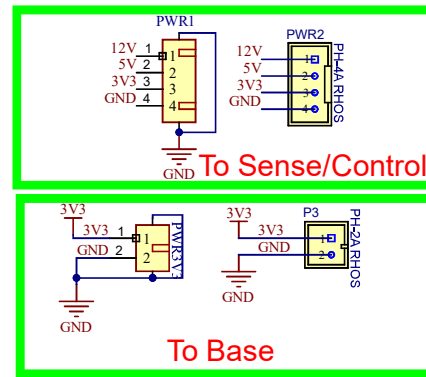 PWR1
12V 1 1
5V 2 2
3V3 3 3
GND 4 4
GND
PWR2
12V 1
5V 2
3V3 3
GND 4
PH-4A RHOS
To Sense/Control
3V3
3V3 1 1
GND 2 2
PWR3V3
GND
3V3
P3
3V3 1
GND 2
PH-2A RHOS
GND
To Base